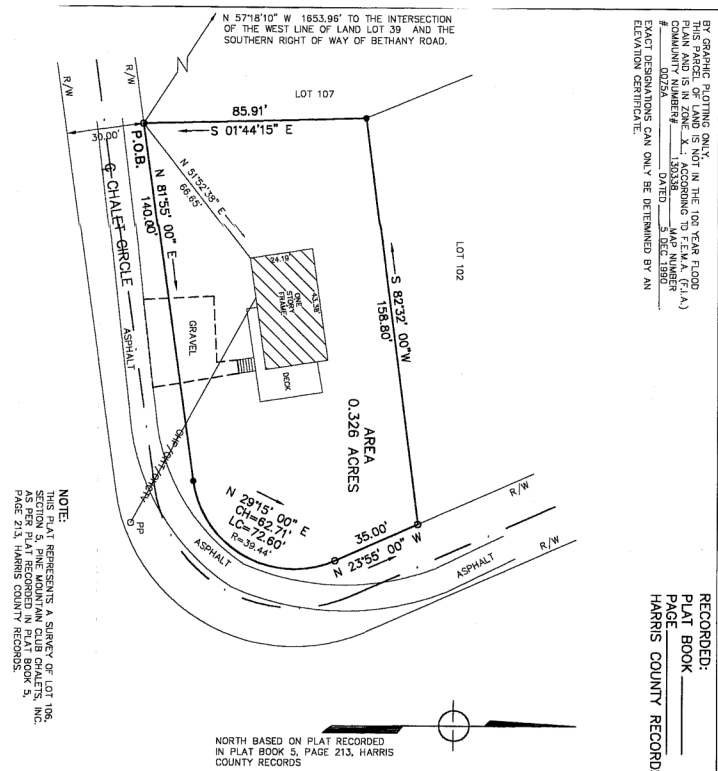 N 57°18'10" W 1653.96' TO THE INTERSECTION
OF THE WEST LINE OF LAND LOT 39 AND THE
SOUTHERN RIGHT OF WAY OF BETHANY ROAD.
BY GRAPHIC PLOTTING ONLY,
THIS PARCEL OF LAND IS NOT IN THE 100 YEAR FLOOD
PLAIN AND IS IN ZONE X ; ACCORDING TO F.E.M.A. (F.I.A.)
COMMUNITY NUMBER# 130338 MAP NUMBER
# 0075A DATED 5 DEC 1990
EXACT DESIGNATIONS CAN ONLY BE DETERMINED BY AN
ELEVATION CERTIFICATE.
R/W
R/W
LOT 107
85.91'
S 01°44'15" E
30.00'
P.O.B.
N 51°52'38" E
66.65'
N 81°55' 00" E
140.00'
℄ CHALET CIRCLE
ASPHALT
24.19'
43.38'
ONE
STORY
FRAME
DECK
GRAVEL
LOT 102
S 82°32' 00"W
158.80'
AREA
0.326 ACRES
OHP/OHT/OHCATV
PP
N 29°15' 00" E
CH=62.71'
LC=72.60'
R=39.44'
35.00'
N 23°55' 00" W
ASPHALT
ASPHALT
R/W
R/W
NOTE:
THIS PLAT REPRESENTS A SURVEY OF LOT 106,
SECTION 5, PINE MOUNTAIN CLUB CHALETS, INC.
AS PER PLAT RECORDED IN PLAT BOOK 5,
PAGE 213, HARRIS COUNTY RECORDS.
RECORDED:
PLAT BOOK
PAGE
HARRIS COUNTY RECORD
NORTH BASED ON PLAT RECORDED
IN PLAT BOOK 5, PAGE 213, HARRIS
COUNTY RECORDS